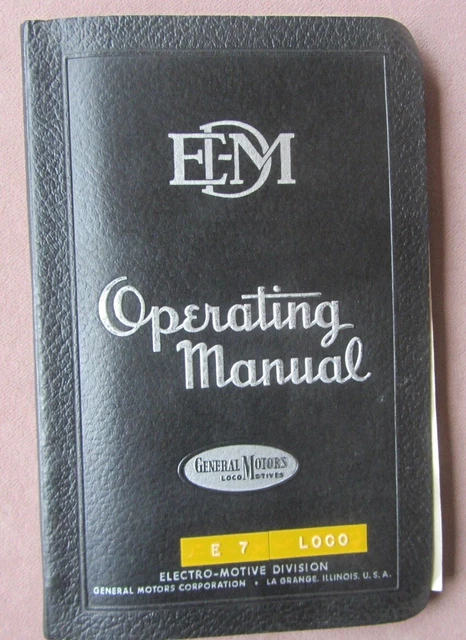 EMD
Operating
Manual
GENERAL MOTORS
LOCOMOTIVES
E 7 LOCO
ELECTRO-MOTIVE DIVISION
GENERAL MOTORS CORPORATION • LA GRANGE, ILLINOIS, U.S.A.